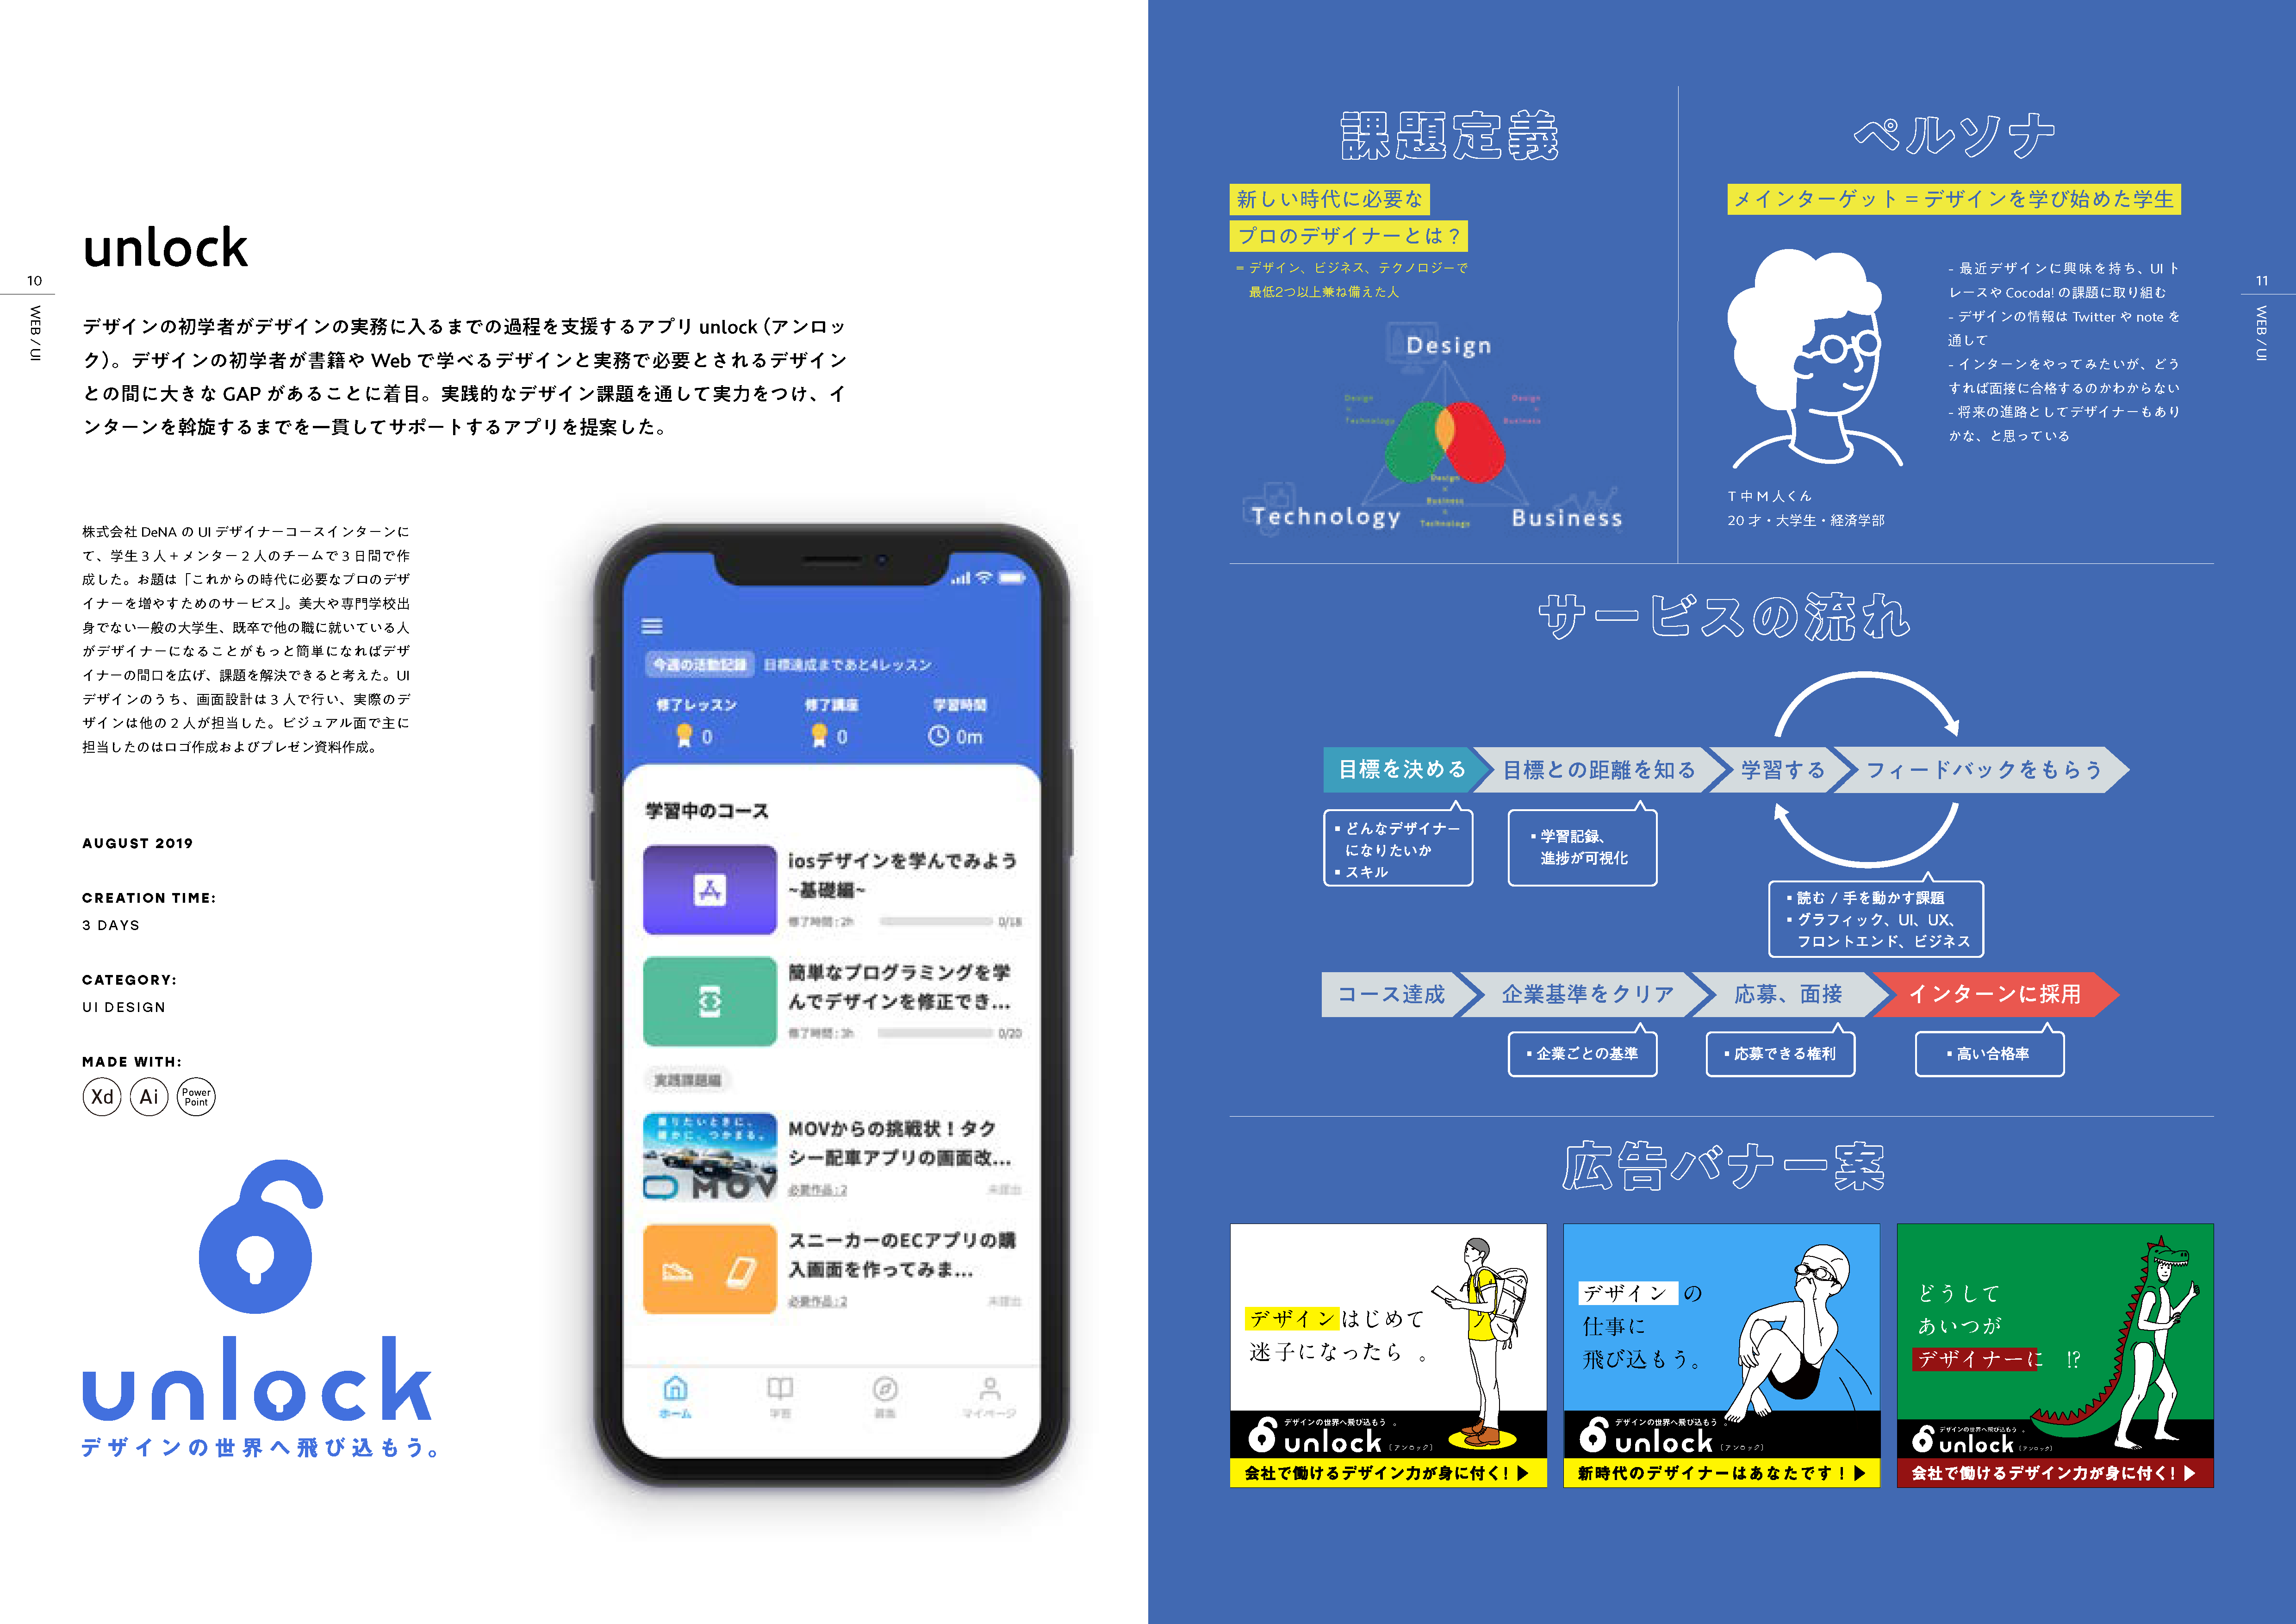 unlock
10
WEB / UI
デザインの初学者がデザインの実務に入るまでの過程を支援するアプリ unlock（アンロッ
ク）。デザインの初学者が書籍や Web で学べるデザインと実務で必要とされるデザイン
との間に大きな GAP があることに着目。実践的なデザイン課題を通して実力をつけ、イ
ンターンを斡旋するまでを一貫してサポートするアプリを提案した。
株式会社 DeNA の UI デザイナーコースインターンに
て、学生 3 人＋メンター 2 人のチームで 3 日間で作
成した。お題は「これからの時代に必要なプロのデザ
イナーを増やすためのサービス」。美大や専門学校出
身でない一般の大学生、既卒で他の職に就いている人
がデザイナーになることがもっと簡単になればデザ
イナーの間口を広げ、課題を解決できると考えた。UI
デザインのうち、画面設計は 3 人で行い、実際のデ
ザインは他の 2 人が担当した。ビジュアル面で主に
担当したのはロゴ作成およびプレゼン資料作成。
AUGUST 2019
CREATION TIME:
3 DAYS
CATEGORY:
UI DESIGN
MADE WITH:
Xd
Ai
Power
Point
unlock
デザインの世界へ飛び込もう。
今週の活動記録 目標達成まであと4レッスン
修了レッスン 修了講座 学習時間
0 0 0m
学習中のコース
iosデザインを学んでみよう
~基礎編~
修了時間:2h 0/18
簡単なプログラミングを学
んでデザインを修正でき...
修了時間:3h 0/20
実践課題編
MOV
MOVからの挑戦状！タク
シー配車アプリの画面改...
必要作品:2 未提出
スニーカーのECアプリの購
入画面を作ってみま...
必要作品:2 未提出
ホーム 学習 募集 マイページ
課題定義
新しい時代に必要な
プロのデザイナーとは？
= デザイン、ビジネス、テクノロジーで
最低2つ以上兼ね備えた人
Design
Design
×
Technology
Design
×
Business
Design
×
Business
×
Technology
Technology
Business
ペルソナ
メインターゲット = デザインを学び始めた学生
- 最近デザインに興味を持ち、UI ト
レースや Cocoda! の課題に取り組む
- デザインの情報は Twitter や note を
通して
- インターンをやってみたいが、どう
すれば面接に合格するのかわからない
- 将来の進路としてデザイナーもあり
かな、と思っている
T 中 M 人くん
20 才・大学生・経済学部
11
WEB / UI
サービスの流れ
目標を決める
目標との距離を知る
学習する
フィードバックをもらう
▪ どんなデザイナー
になりたいか
▪ スキル
▪ 学習記録、
進捗が可視化
▪ 読む / 手を動かす課題
▪ グラフィック、UI、UX、
フロントエンド、ビジネス
コース達成
企業基準をクリア
応募、面接
インターンに採用
▪ 企業ごとの基準
▪ 応募できる権利
▪ 高い合格率
広告バナー案
デザインはじめて
迷子になったら 。
デザインの世界へ飛び込もう 。
unlock（アンロック）
会社で働けるデザイン力が身に付く! ▶
デザイン の
仕事に
飛び込もう。
デザインの世界へ飛び込もう 。
unlock（アンロック）
新時代のデザイナーはあなたです！▶
どうして
あいつが
デザイナーに !?
デザインの世界へ飛び込もう 。
unlock（アンロック）
会社で働けるデザイン力が身に付く! ▶